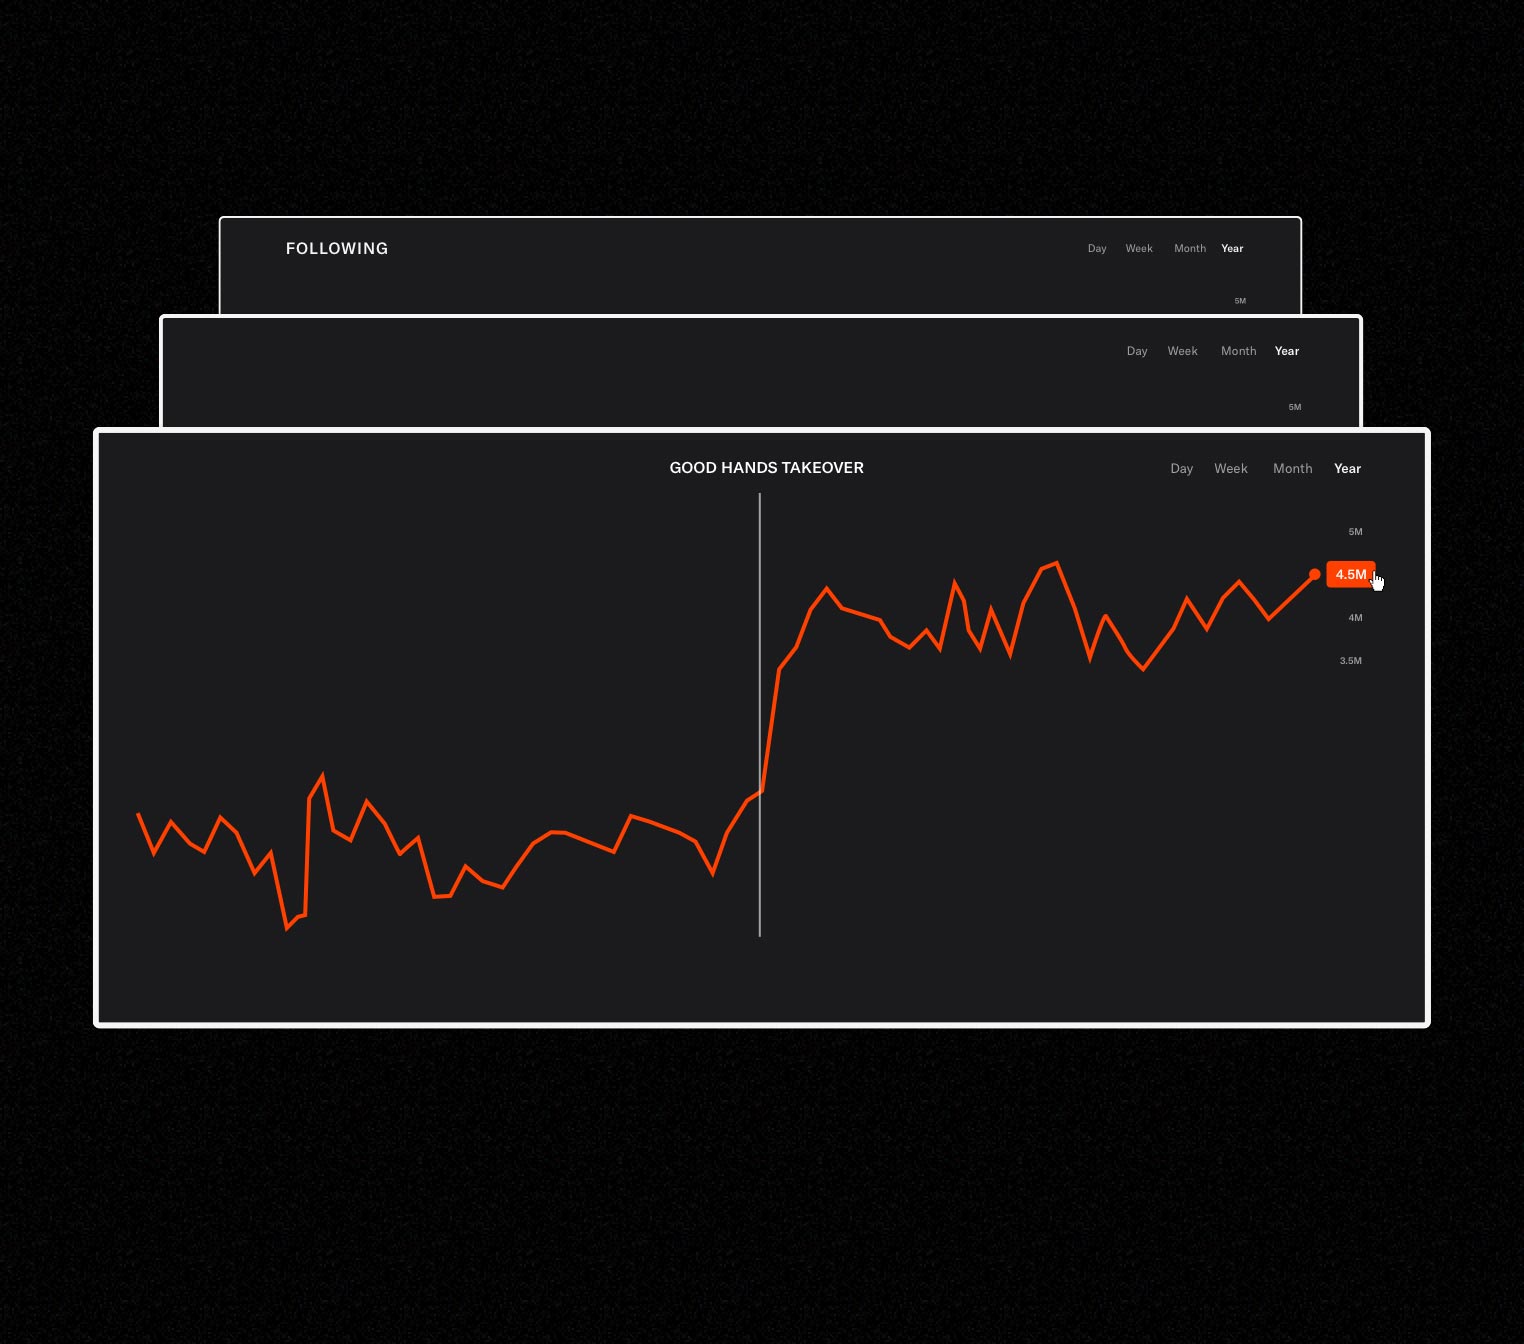 FOLLOWING
Day Week Month Year
5M
Day Week Month Year
5M
GOOD HANDS TAKEOVER
Day Week Month Year
5M
4.5M
4M
3.5M